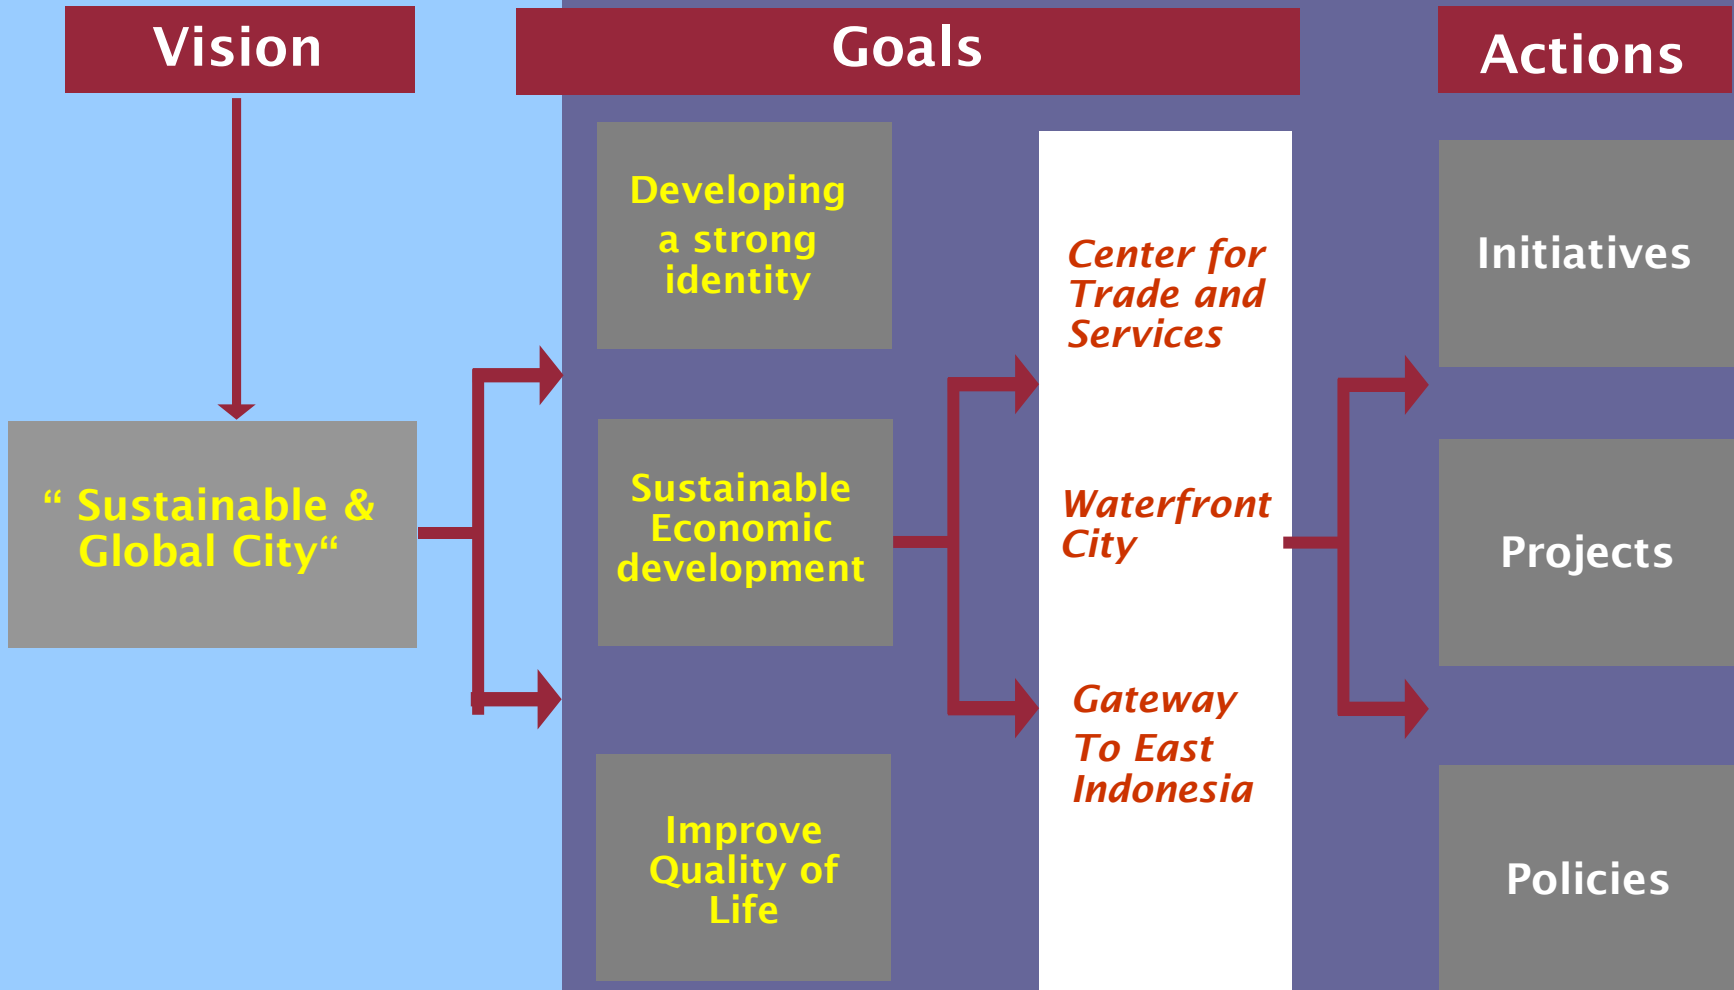 Vision
Goals
Actions
“ Sustainable &
Global City“
Developing
a strong
identity
Sustainable
Economic
development
Improve
Quality of
Life
Center for
Trade and
Services
Waterfront
City
Gateway
To East
Indonesia
Initiatives
Projects
Policies